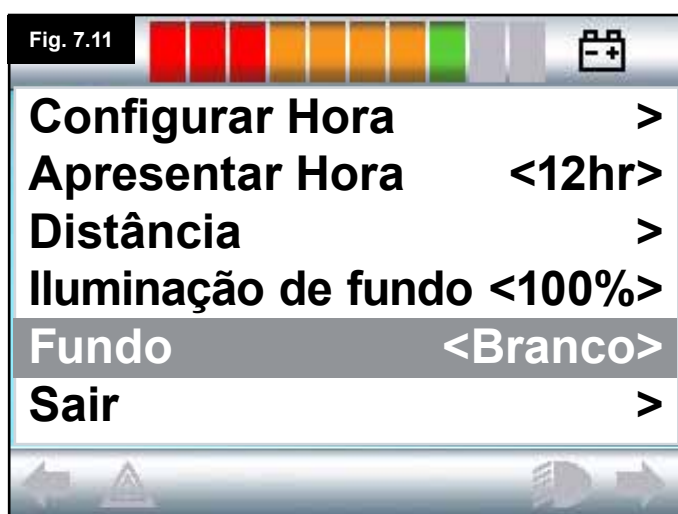 Fig. 7.11
Configurar Hora >
Apresentar Hora <12hr>
Distância >
Iluminação de fundo <100%>
Fundo <Branco>
Sair >